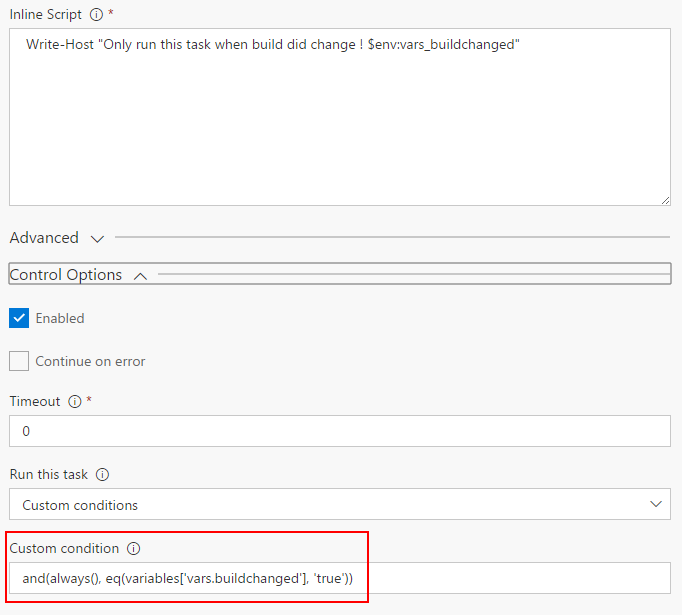 Inline Script ⓘ *
Write-Host "Only run this task when build did change ! $env:vars_buildchanged"
Advanced
Control Options
Enabled
Continue on error
Timeout ⓘ *
0
Run this task ⓘ
Custom conditions
Custom condition ⓘ
and(always(), eq(variables['vars.buildchanged'], 'true'))